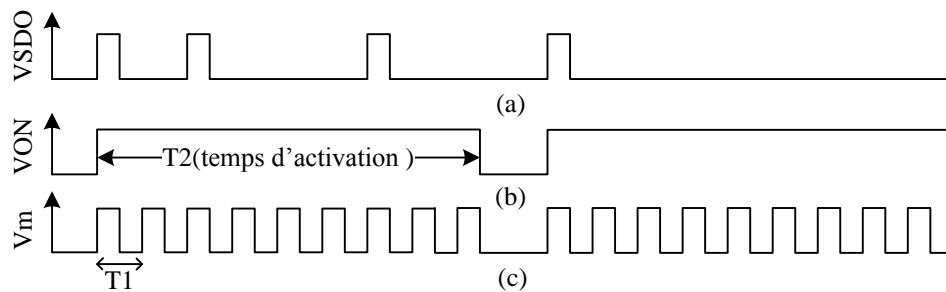 VSDO
(a)
VON
T2(temps d'activation )
(b)
Vm
T1
(c)